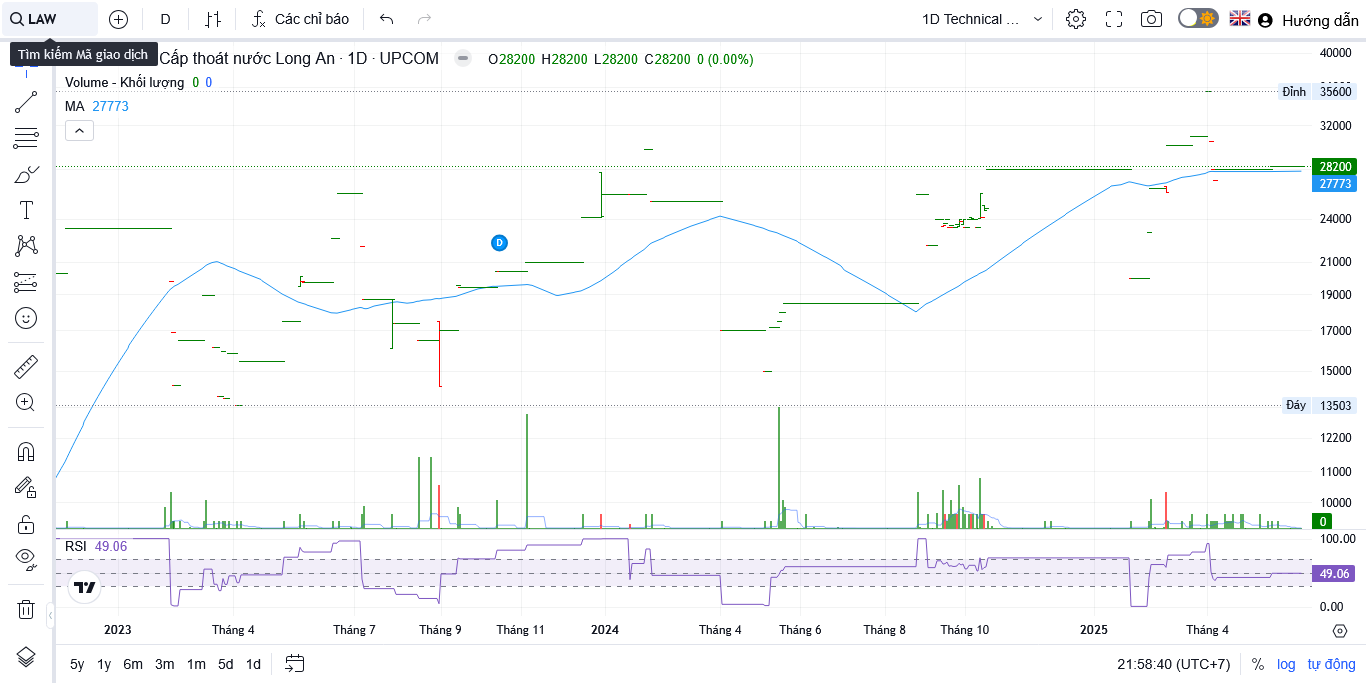 LAW D Các chỉ báo 1D Technical ... Hướng dẫn
Tìm kiếm Mã giao dịch
Cấp thoát nước Long An · 1D · UPCOM O28200 H28200 L28200 C28200 0 (0.00%)
Volume - Khối lượng 0 0
MA 27773
40000
Đỉnh 35600
32000
28200
27773
24000
21000
19000
17000
15000
Đáy 13503
12200
11000
10000
0
D
RSI 49.06
100.00
49.06
0.00
2023 Tháng 4 Tháng 7 Tháng 9 Tháng 11 2024 Tháng 4 Tháng 6 Tháng 8 Tháng 10 2025 Tháng 4
5y 1y 6m 3m 1m 5d 1d 21:58:40 (UTC+7) % log tự động